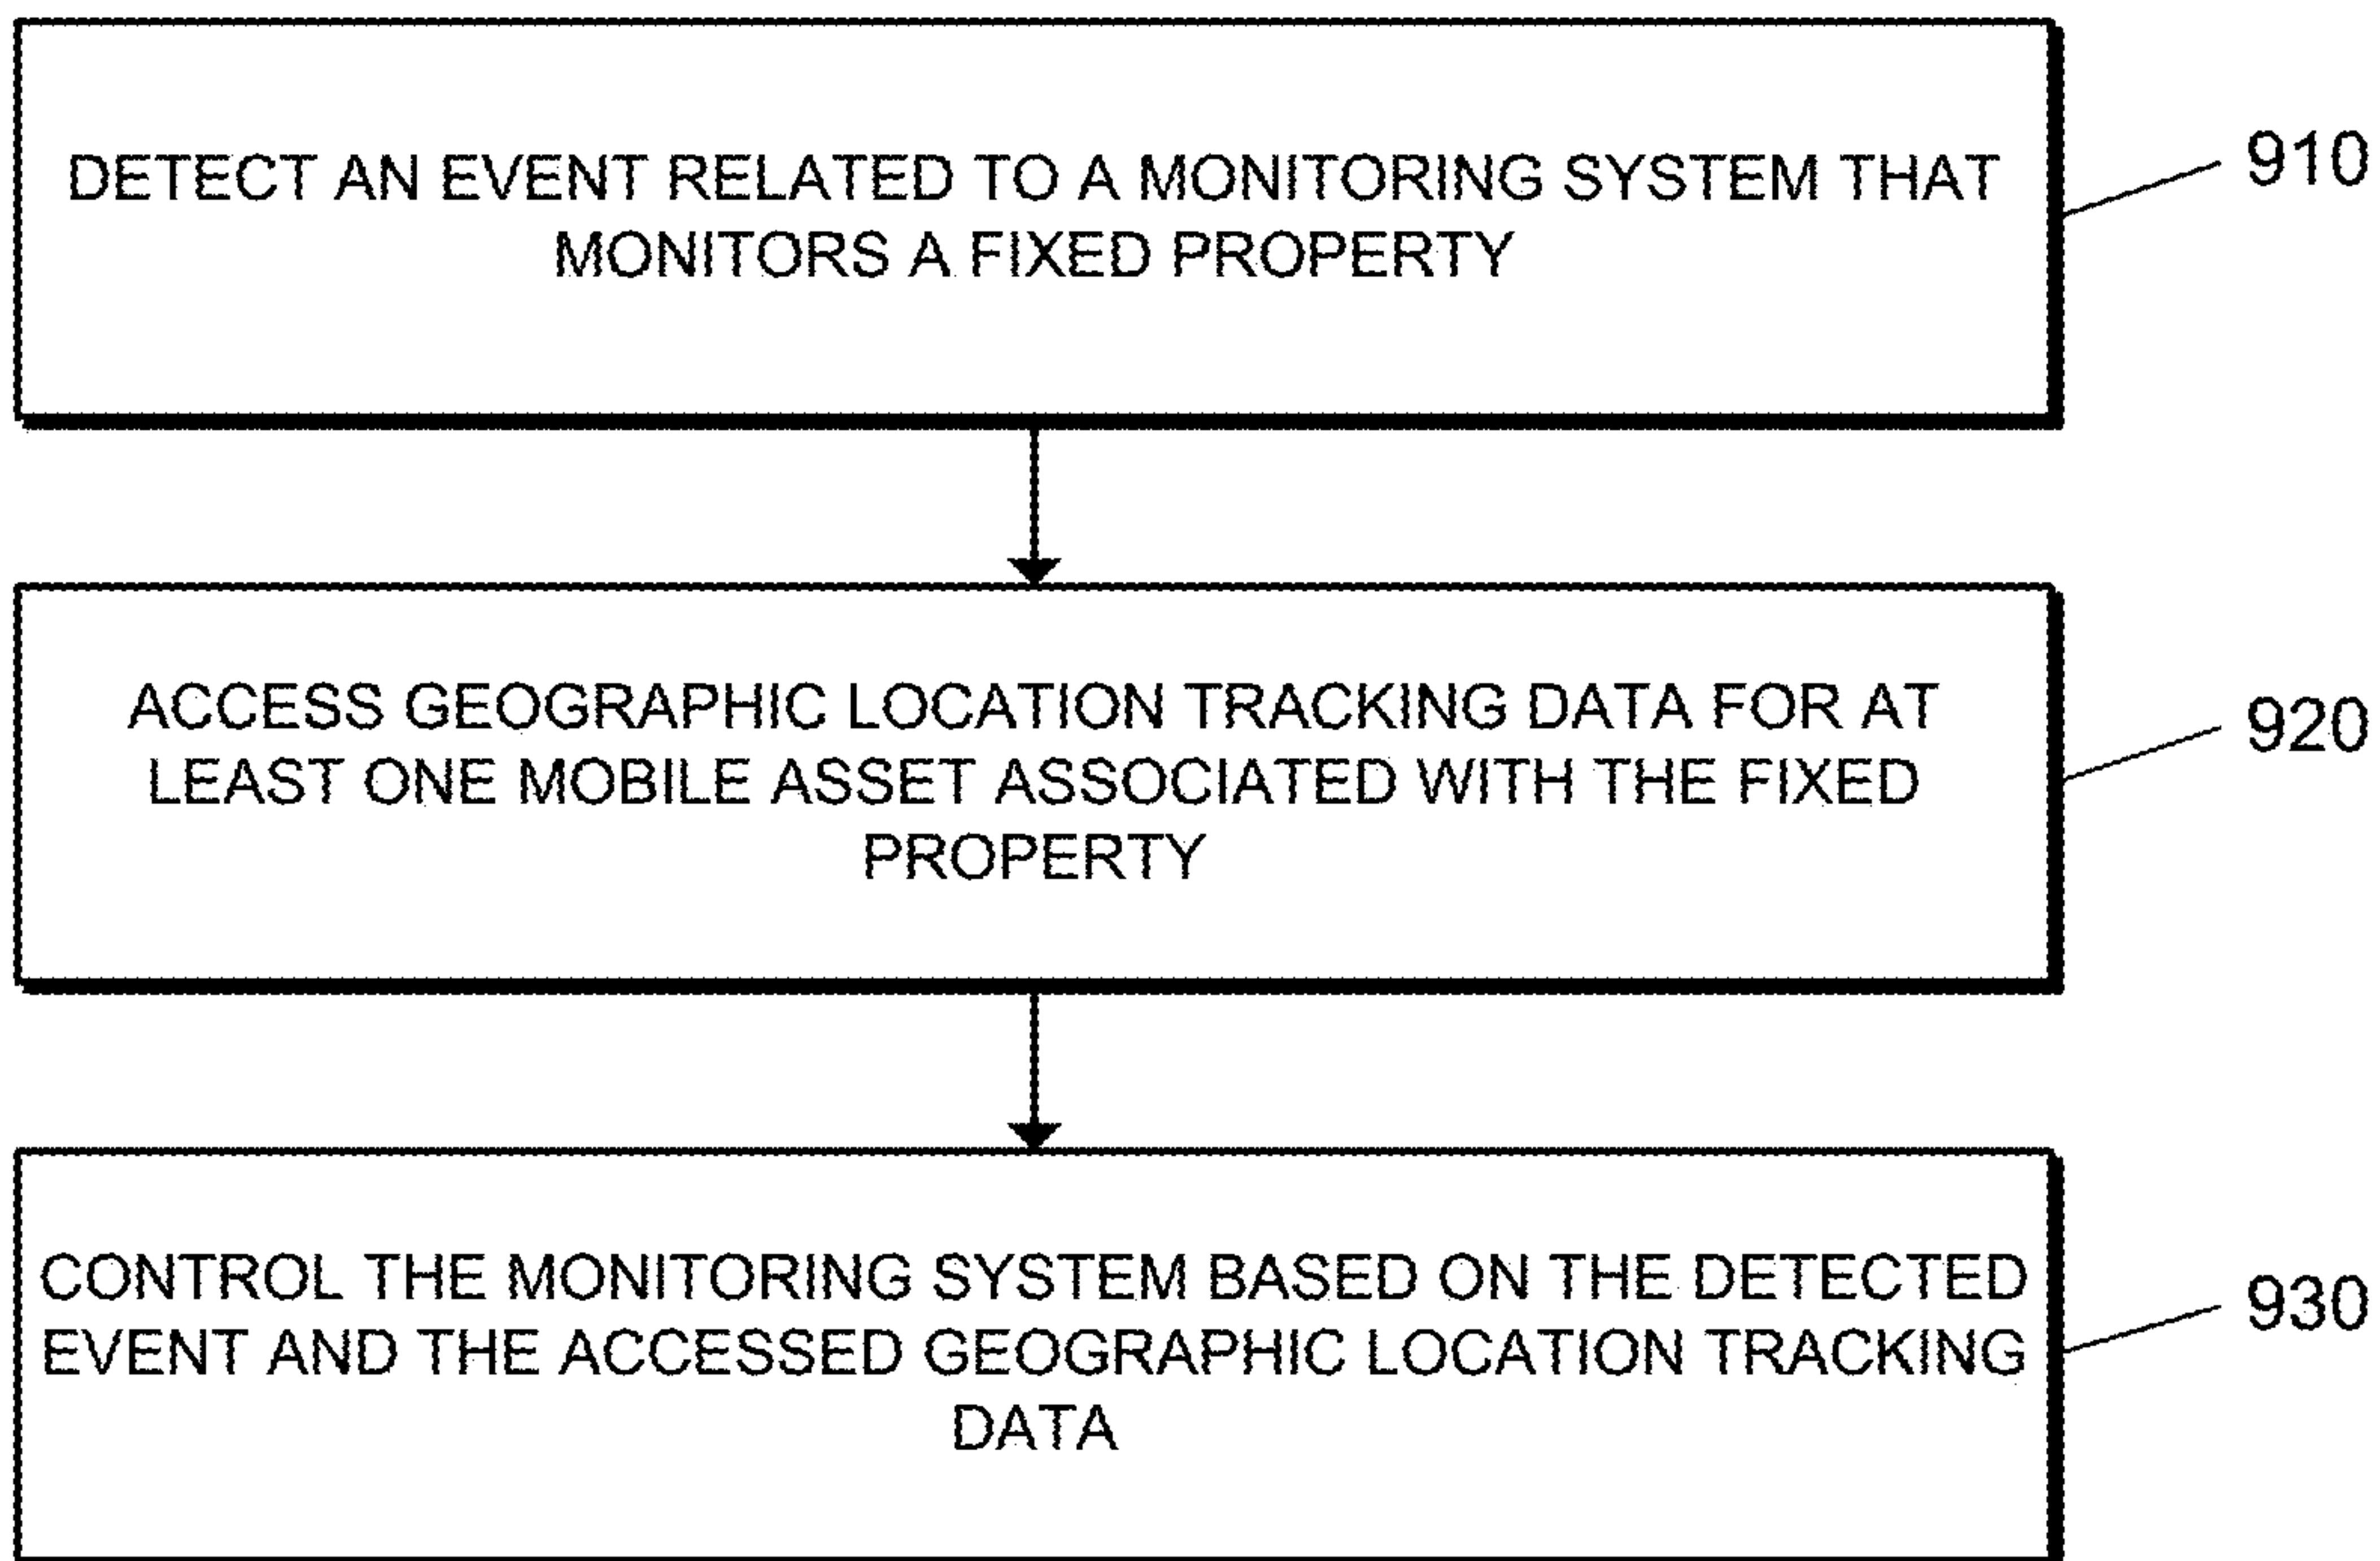 DETECT AN EVENT RELATED TO A MONITORING SYSTEM THAT
MONITORS A FIXED PROPERTY
910
ACCESS GEOGRAPHIC LOCATION TRACKING DATA FOR AT
LEAST ONE MOBILE ASSET ASSOCIATED WITH THE FIXED
PROPERTY
920
CONTROL THE MONITORING SYSTEM BASED ON THE DETECTED
EVENT AND THE ACCESSED GEOGRAPHIC LOCATION TRACKING
DATA
930